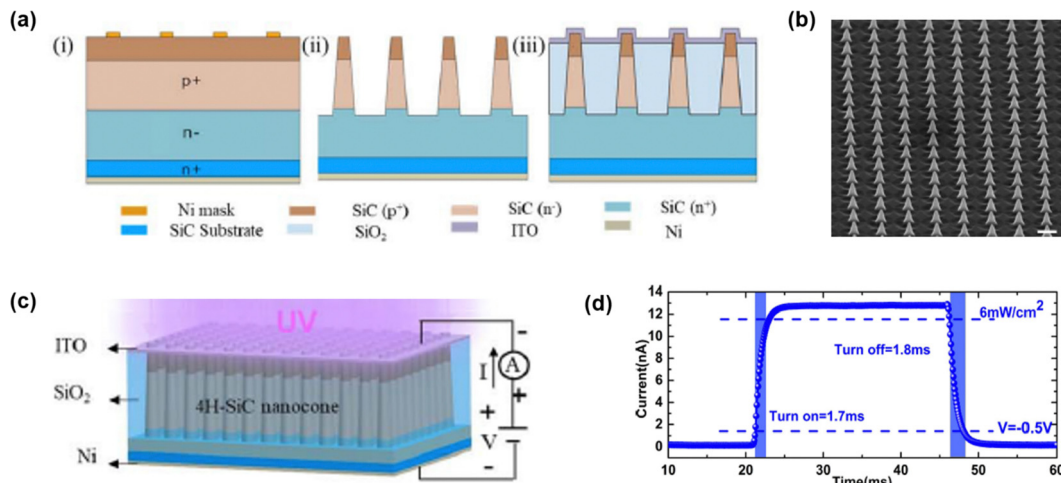 (a)
(i)
(ii)
(iii)
p+
n-
n+
Ni mask
SiC (p⁺)
SiC (n⁻)
SiC (n⁺)
SiC Substrate
SiO₂
ITO
Ni
(b)
(c)
UV
ITO
SiO₂
4H-SiC nanocone
Ni
I
A
V
-
+
+
-
(d)
Current(nA)
14
12
10
8
6
4
2
0
6mW/cm²
Turn off=1.8ms
Turn on=1.7ms
V=-0.5V
10 20 30 40 50 60
Time(ms)